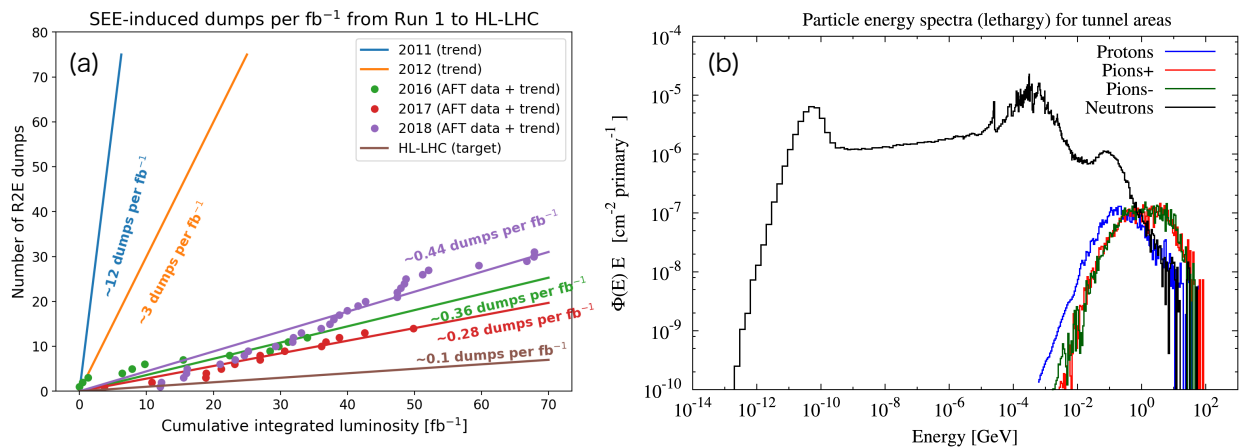 SEE-induced dumps per fb⁻¹ from Run 1 to HL-LHC
(a)
2011 (trend)
2012 (trend)
2016 (AFT data + trend)
2017 (AFT data + trend)
2018 (AFT data + trend)
HL-LHC (target)
Number of R2E dumps
80
70
60
50
40
30
20
10
0
~12 dumps per fb⁻¹
~3 dumps per fb⁻¹
~0.44 dumps per fb⁻¹
~0.36 dumps per fb⁻¹
~0.28 dumps per fb⁻¹
~0.1 dumps per fb⁻¹
0 10 20 30 40 50 60 70
Cumulative integrated luminosity [fb⁻¹]
Particle energy spectra (lethargy) for tunnel areas
(b)
Protons
Pions+
Pions-
Neutrons
Φ(E) E [cm⁻² primary⁻¹ ]
10⁻⁴
10⁻⁵
10⁻⁶
10⁻⁷
10⁻⁸
10⁻⁹
10⁻¹⁰
10⁻¹⁴ 10⁻¹² 10⁻¹⁰ 10⁻⁸ 10⁻⁶ 10⁻⁴ 10⁻² 10⁰ 10²
Energy [GeV]